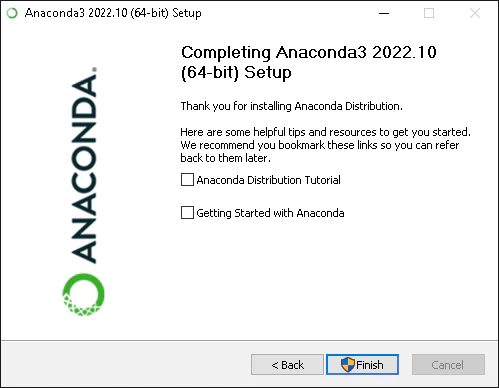 Anaconda3 2022.10 (64-bit) Setup
Completing Anaconda3 2022.10
(64-bit) Setup
ANACONDA.
Thank you for installing Anaconda Distribution.
Here are some helpful tips and resources to get you started.
We recommend you bookmark these links so you can refer
back to them later.
Anaconda Distribution Tutorial
Getting Started with Anaconda
< Back
Finish
Cancel